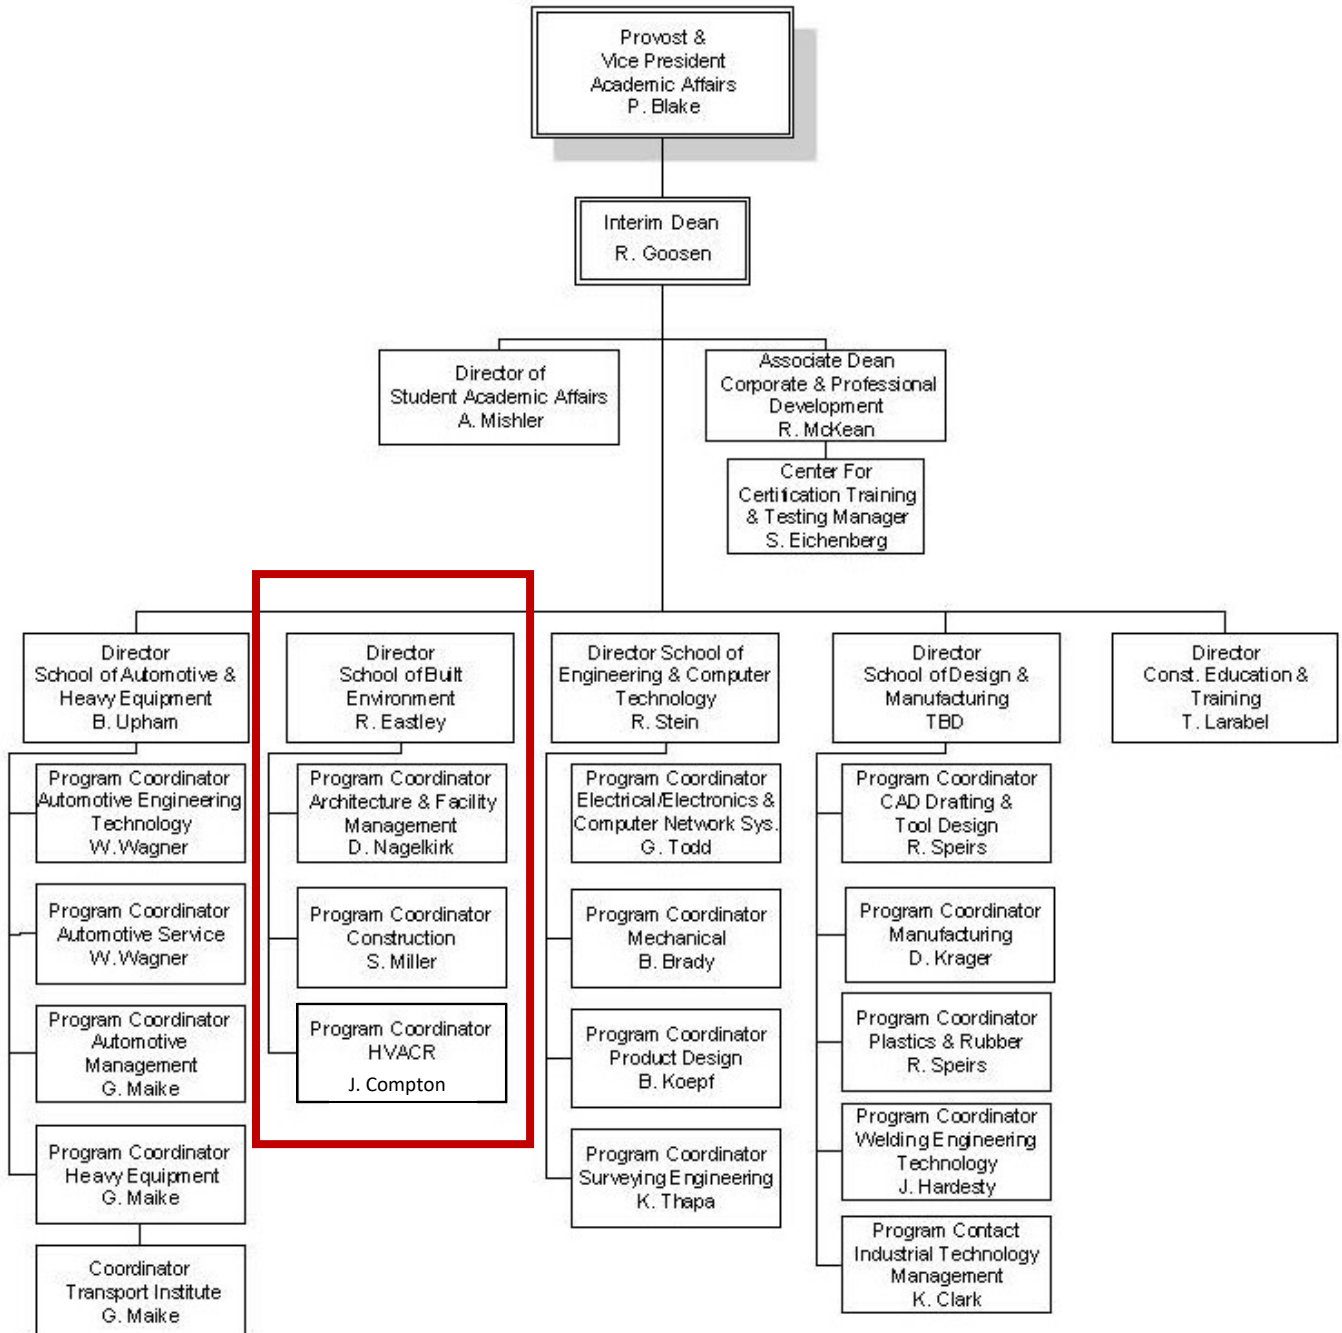 Provost &
Vice President
Academic Affairs
P. Blake
Interim Dean
R. Goosen
Director of
Student Academic Affairs
A. Mishler
Associate Dean
Corporate & Professional
Development
R. McKean
Center For
Certification Training
& Testing Manager
S. Eichenberg
Director
School of Automotive &
Heavy Equipment
B. Upham
Program Coordinator
Automotive Engineering
Technology
W. Wagner
Program Coordinator
Automotive Service
W. Wagner
Program Coordinator
Automotive
Management
G. Maike
Program Coordinator
Heavy Equipment
G. Maike
Coordinator
Transport Institute
G. Maike
Director
School of Built
Environment
R. Eastley
Program Coordinator
Architecture & Facility
Management
D. Nagelkirk
Program Coordinator
Construction
S. Miller
Program Coordinator
HVACR
J. Compton
Director School of
Engineering & Computer
Technology
R. Stein
Program Coordinator
Electrical/Electronics &
Computer Network Sys.
G. Todd
Program Coordinator
Mechanical
B. Brady
Program Coordinator
Product Design
B. Koepf
Program Coordinator
Surveying Engineering
K. Thapa
Director
School of Design &
Manufacturing
TBD
Program Coordinator
CAD Drafting &
Tool Design
R. Speirs
Program Coordinator
Manufacturing
D. Krager
Program Coordinator
Plastics & Rubber
R. Speirs
Program Coordinator
Welding Engineering
Technology
J. Hardesty
Program Contact
Industrial Technology
Management
K. Clark
Director
Const. Education &
Training
T. Larabel